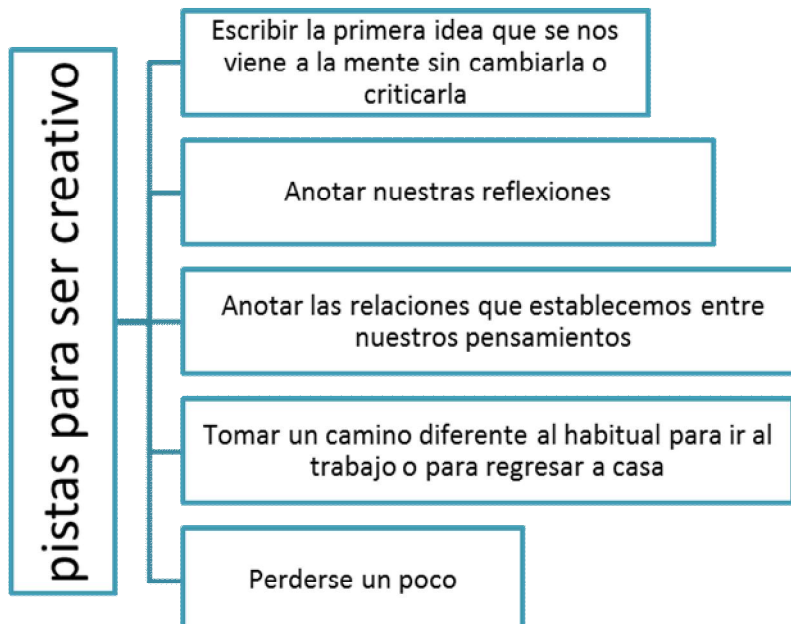 pistas para ser creativo
Escribir la primera idea que se nos
viene a la mente sin cambiarla o
criticarla
Anotar nuestras reflexiones
Anotar las relaciones que establecemos entre
nuestros pensamientos
Tomar un camino diferente al habitual para ir al
trabajo o para regresar a casa
Perderse un poco